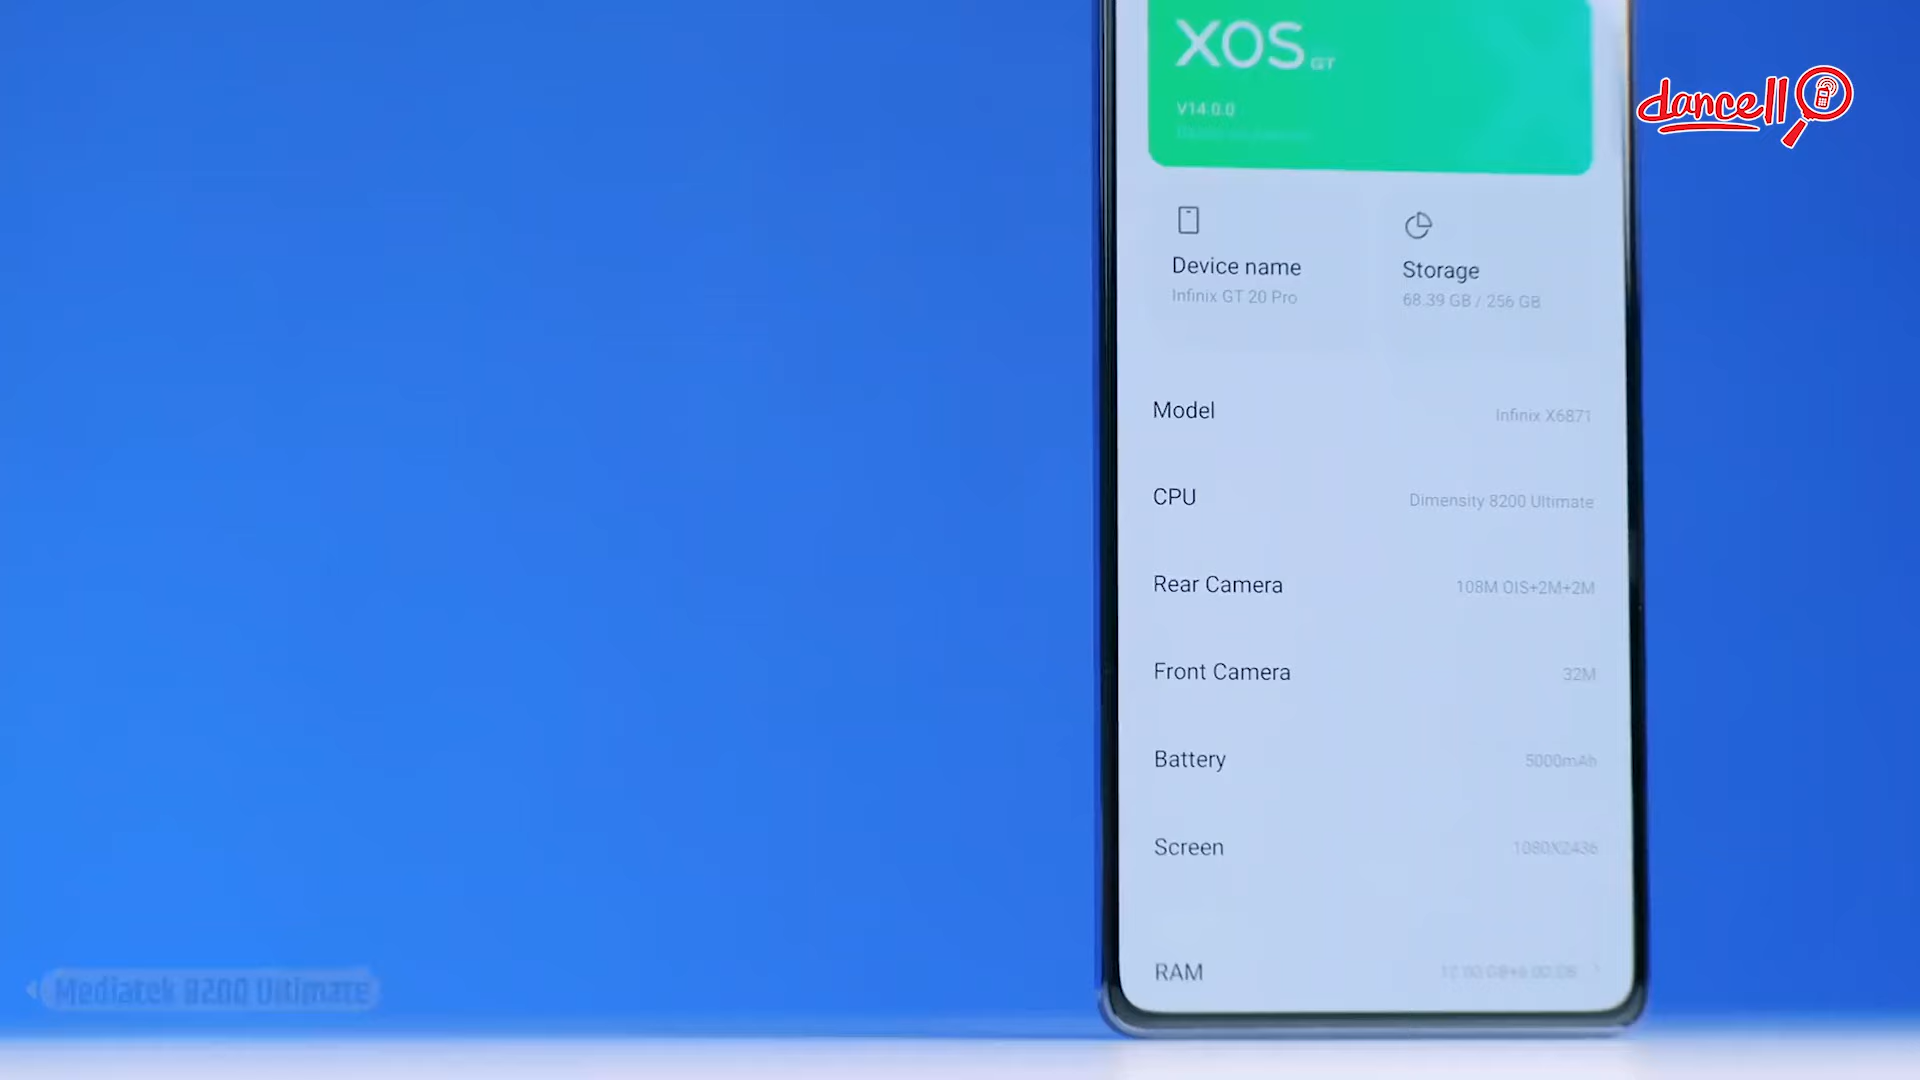 XOS GT
V14.0.0
dancell
Device name
Infinix GT 20 Pro
Storage
68.39 GB / 256 GB
Model
Infinix X6871
CPU
Dimensity 8200 Ultimate
Rear Camera
108M OIS+2M+2M
Front Camera
32M
Battery
5000mAh
Screen
1080X2436
RAM
Mediatek 8200 Ultimate